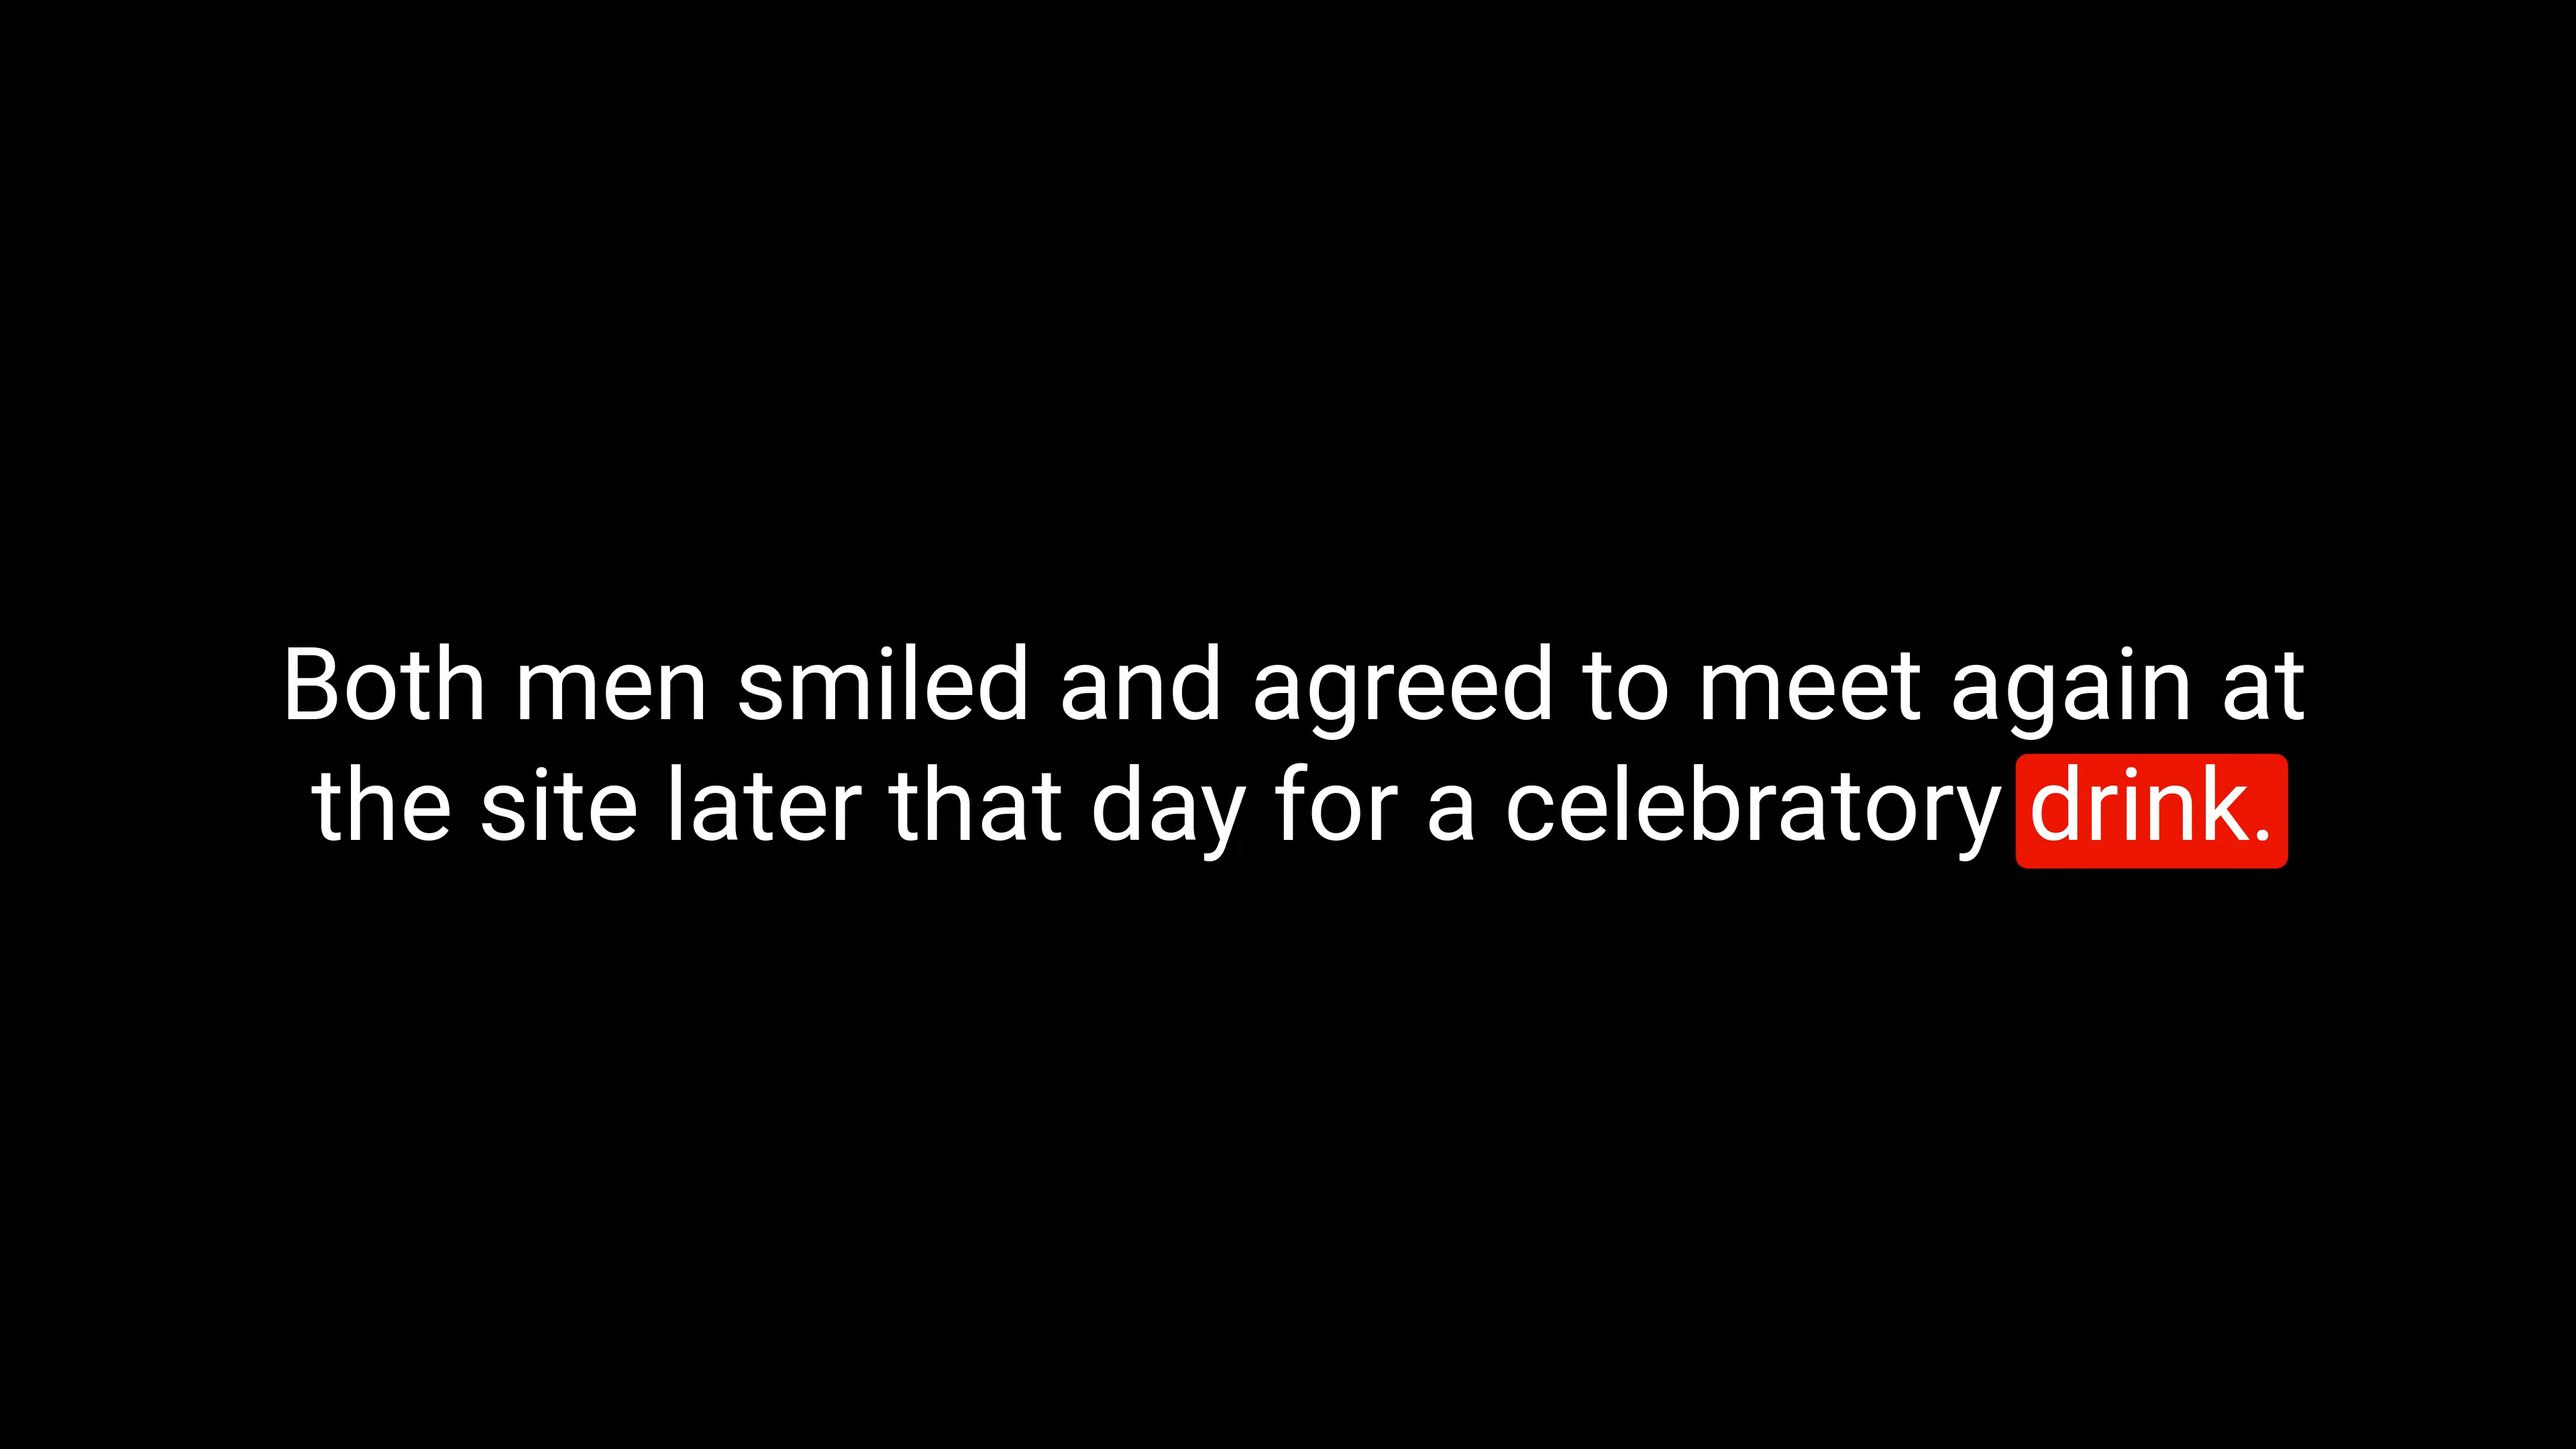 Both men smiled and agreed to meet again at
the site later that day for a celebratory drink.